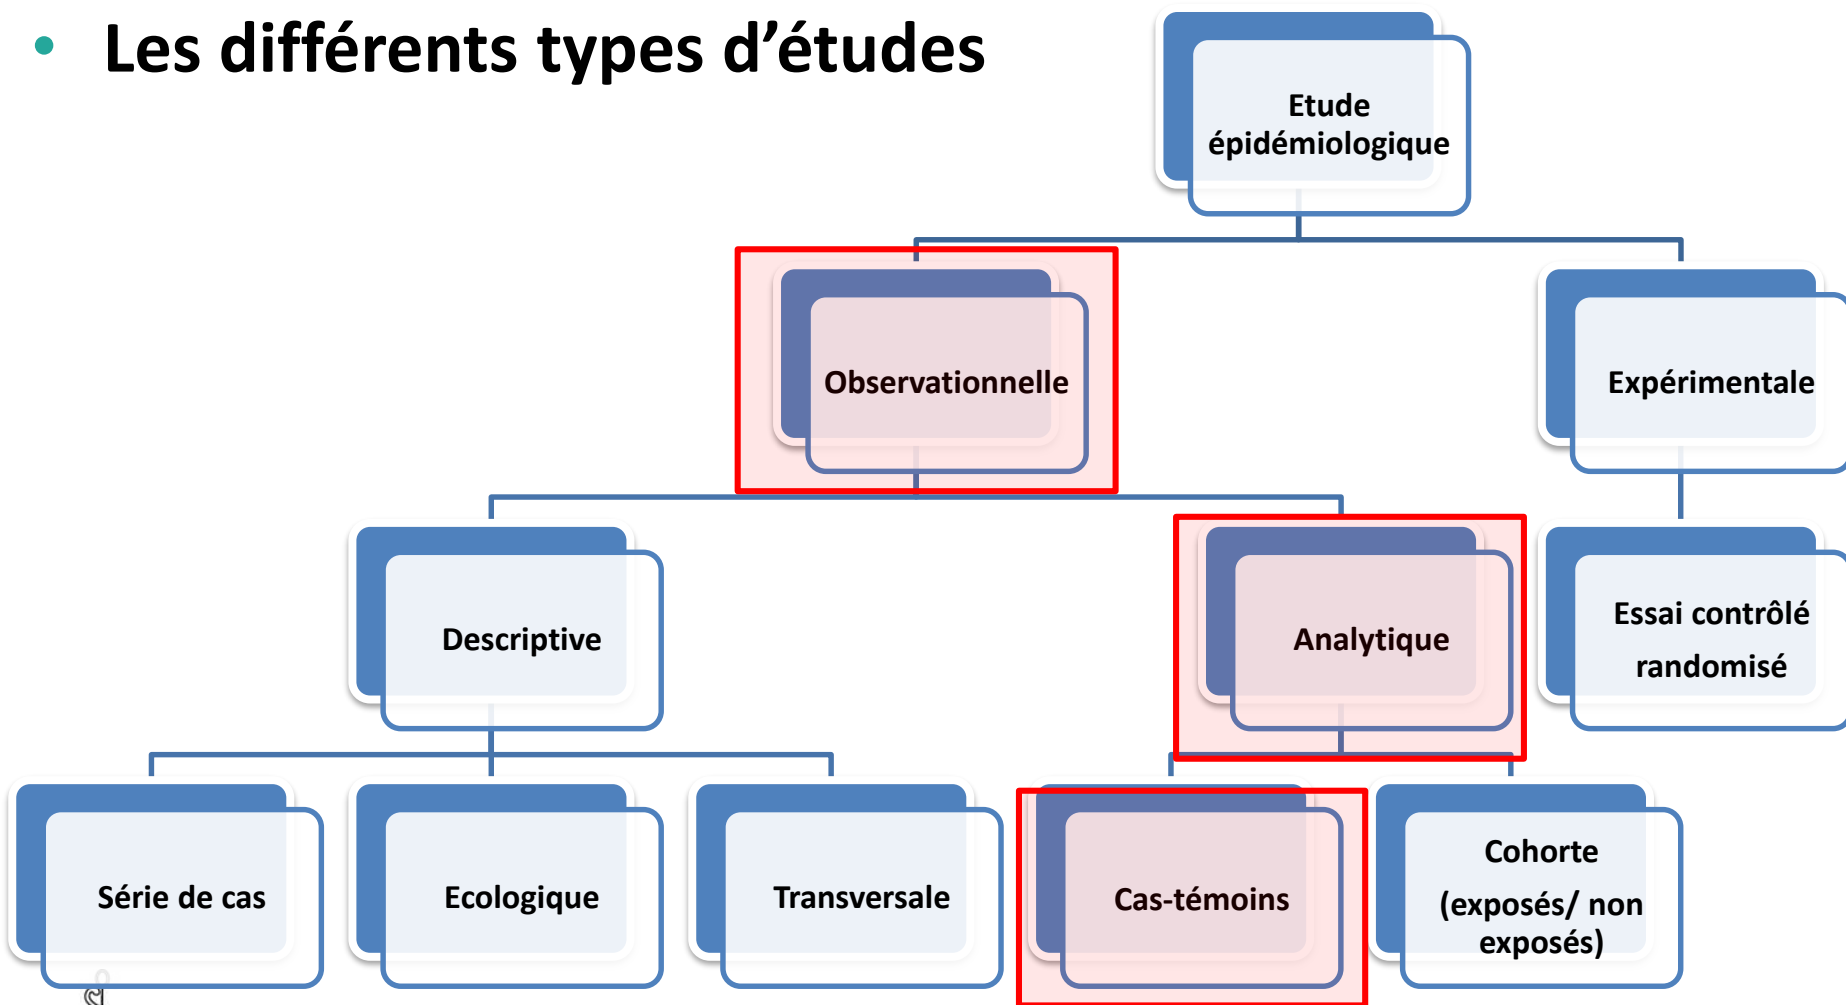 • Les différents types d’études
Etude
épidémiologique
Observationnelle
Expérimentale
Descriptive
Analytique
Essai contrôlé
randomisé
Série de cas
Ecologique
Transversale
Cas-témoins
Cohorte
(exposés/ non
exposés)